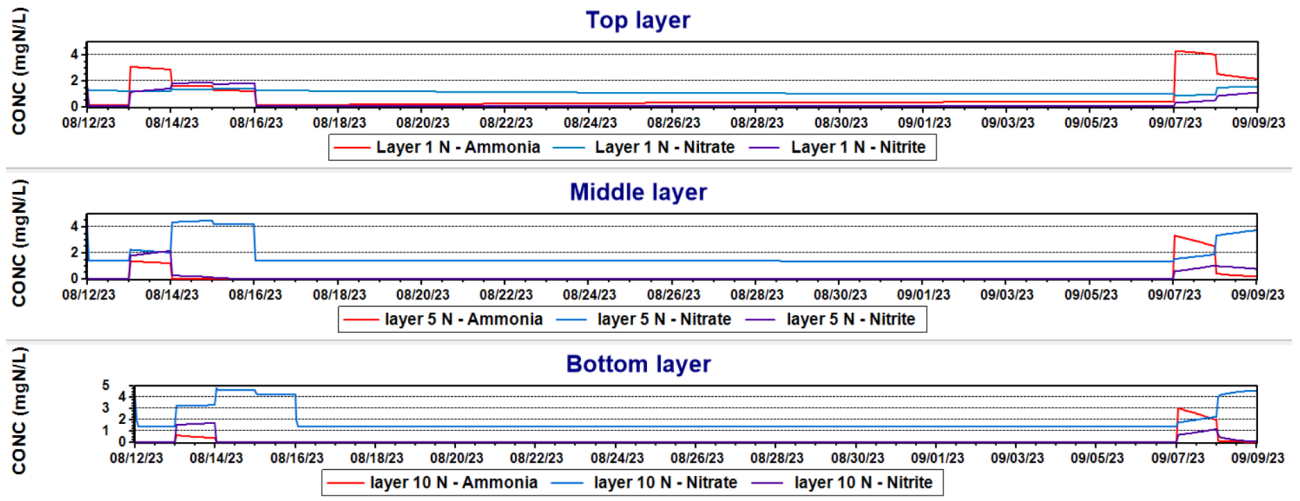 Top layer
CONC (mgN/L)
4
2
0
08/12/23 08/14/23 08/16/23 08/18/23 08/20/23 08/22/23 08/24/23 08/26/23 08/28/23 08/30/23 09/01/23 09/03/23 09/05/23 09/07/23 09/09/23
Layer 1 N - Ammonia Layer 1 N - Nitrate Layer 1 N - Nitrite
Middle layer
CONC (mgN/L)
4
2
0
08/12/23 08/14/23 08/16/23 08/18/23 08/20/23 08/22/23 08/24/23 08/26/23 08/28/23 08/30/23 09/01/23 09/03/23 09/05/23 09/07/23 09/09/23
layer 5 N - Ammonia layer 5 N - Nitrate layer 5 N - Nitrite
Bottom layer
CONC (mgN/L)
5
4
3
2
1
0
08/12/23 08/14/23 08/16/23 08/18/23 08/20/23 08/22/23 08/24/23 08/26/23 08/28/23 08/30/23 09/01/23 09/03/23 09/05/23 09/07/23 09/09/23
layer 10 N - Ammonia layer 10 N - Nitrate layer 10 N - Nitrite